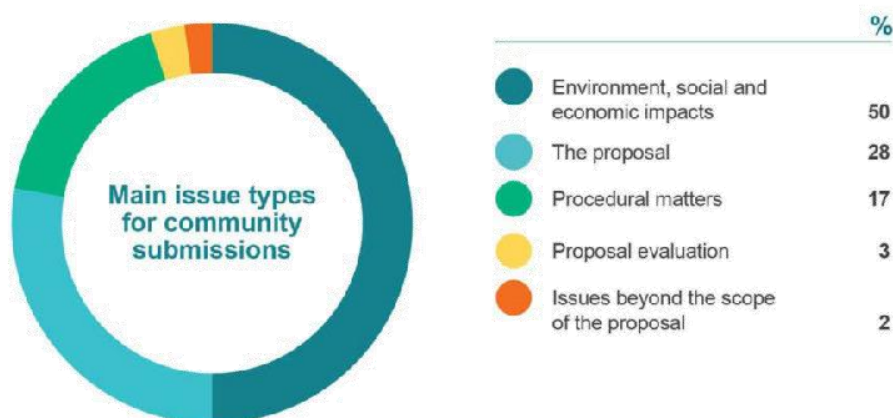 Main issue types
for community
submissions
%
Environment, social and
economic impacts 50
The proposal 28
Procedural matters 17
Proposal evaluation 3
Issues beyond the scope
of the proposal 2